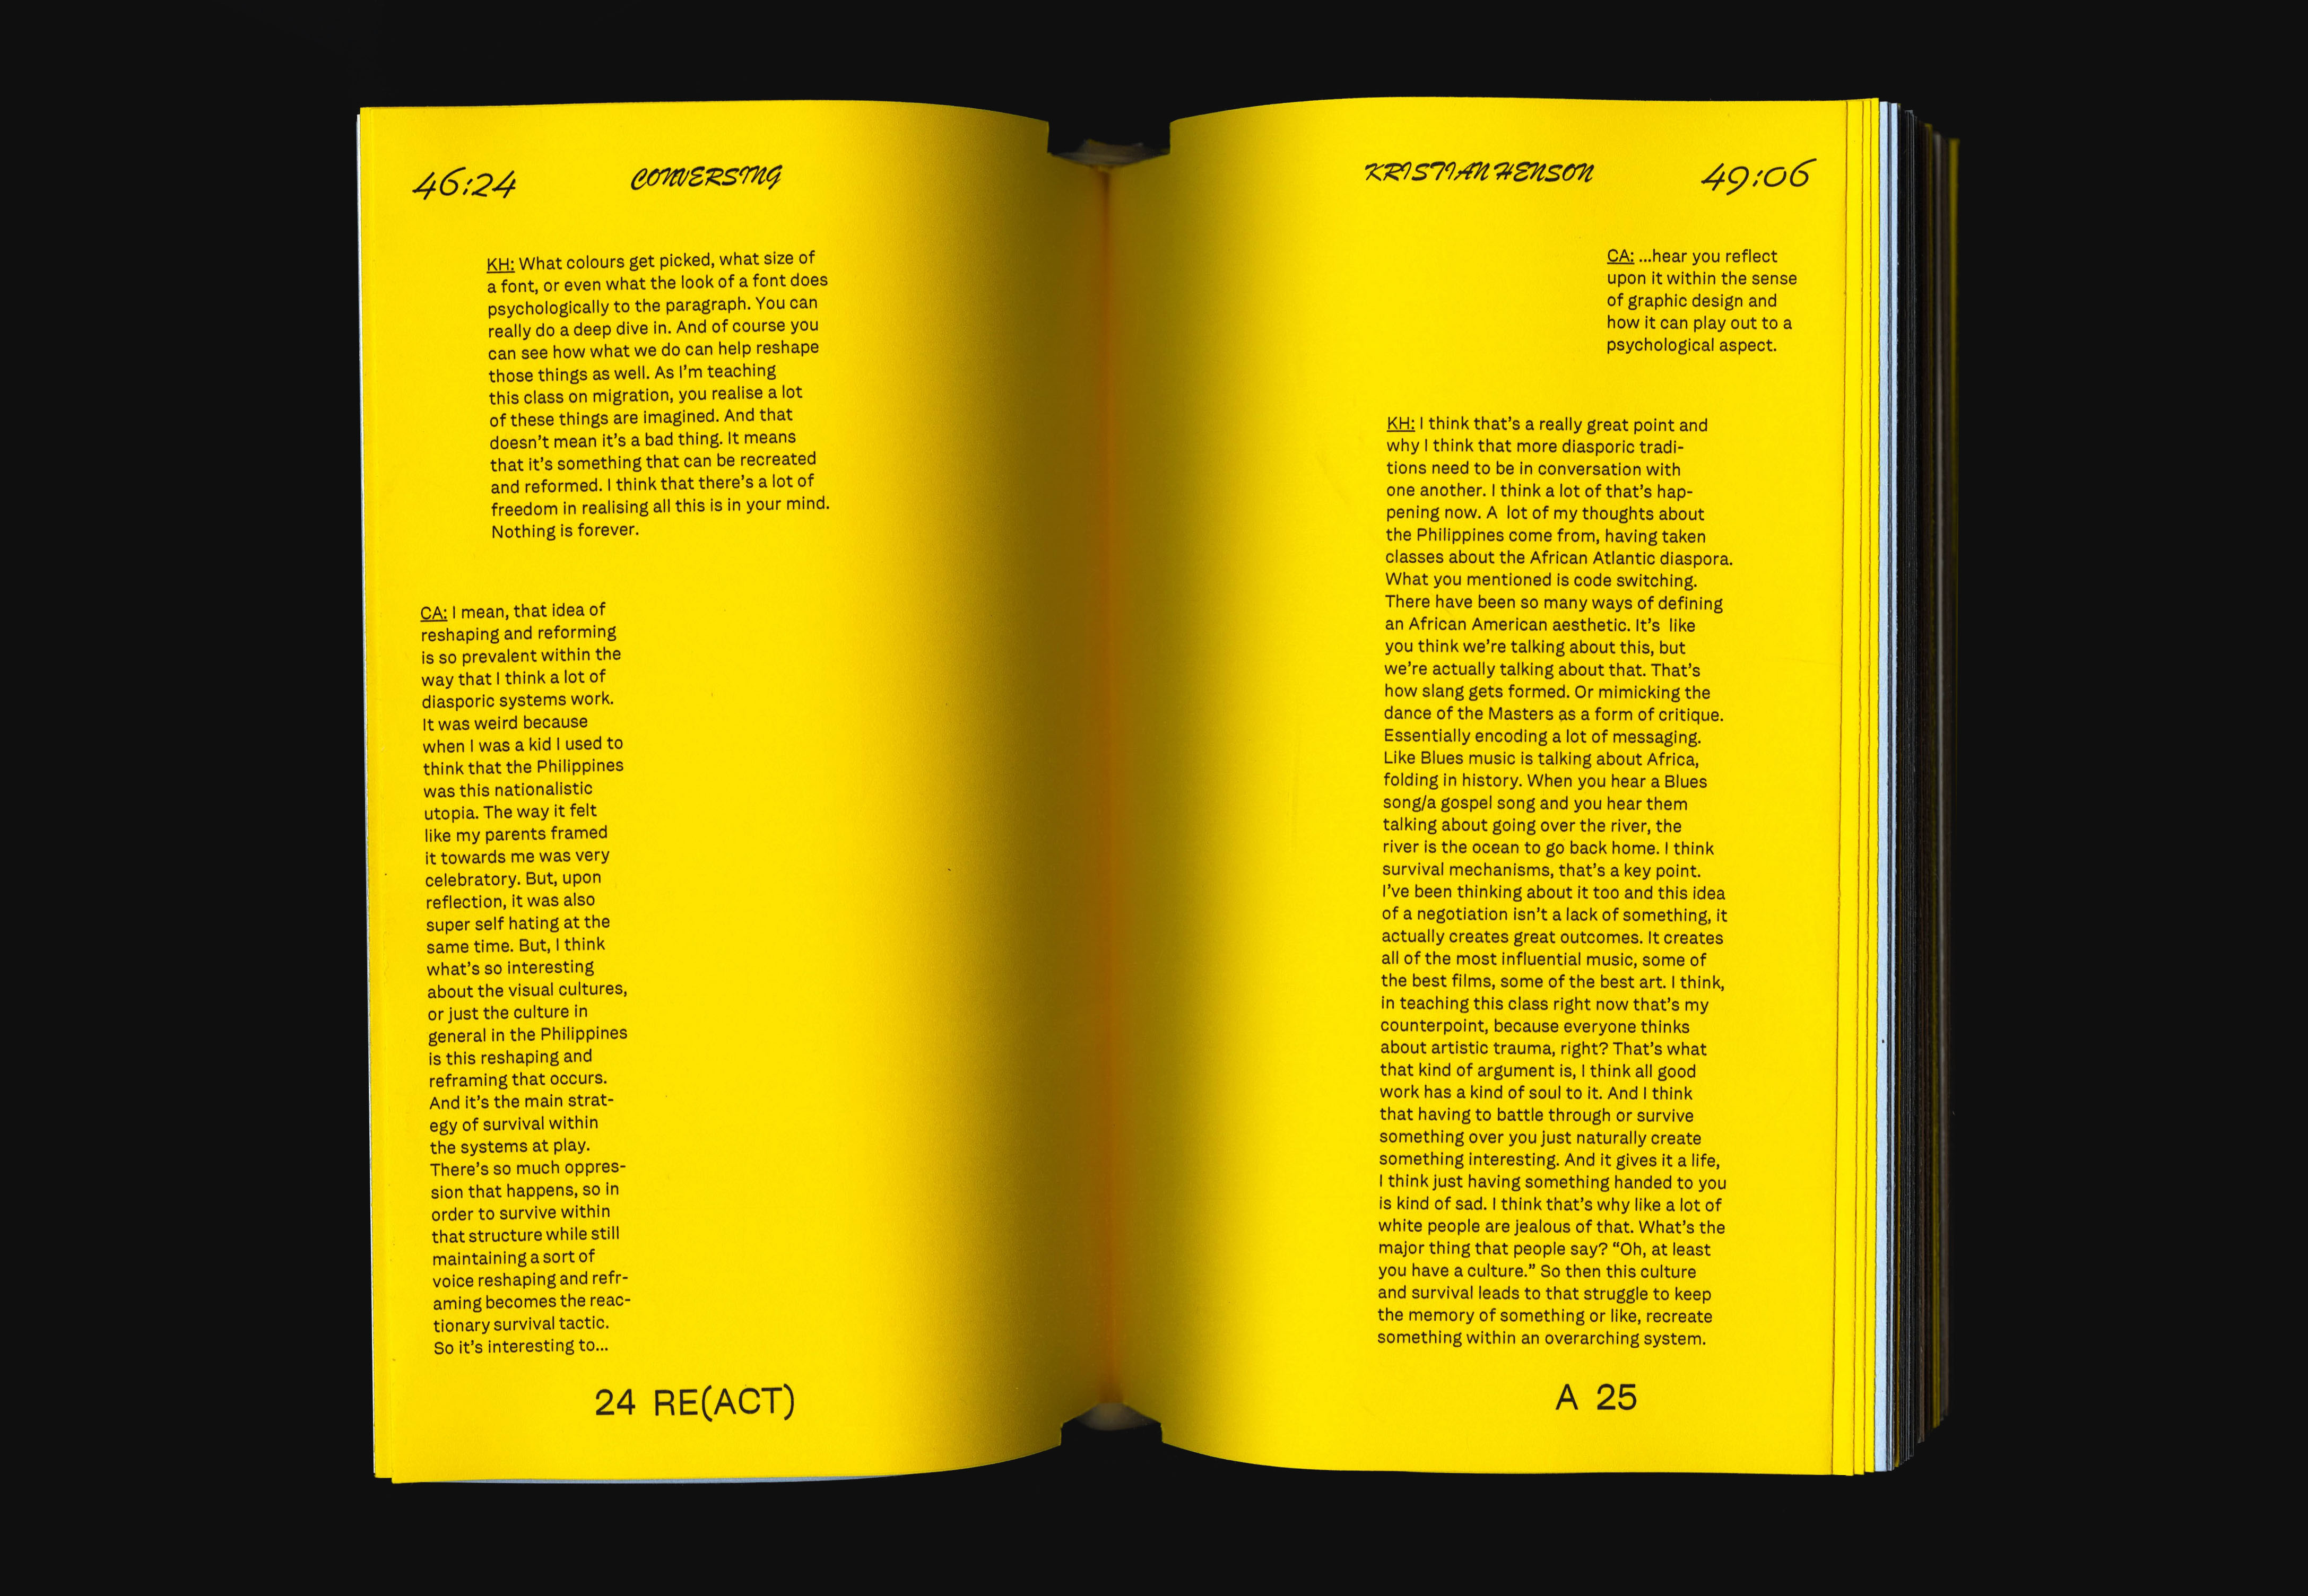 46:24 CONVERSING
KH: What colours get picked, what size of
a font, or even what the look of a font does
psychologically to the paragraph. You can
really do a deep dive in. And of course you
can see how what we do can help reshape
those things as well. As I'm teaching
this class on migration, you realise a lot
of these things are imagined. And that
doesn't mean it's a bad thing. It means
that it's something that can be recreated
and reformed. I think that there's a lot of
freedom in realising all this is in your mind.
Nothing is forever.
CA: I mean, that idea of
reshaping and reforming
is so prevalent within the
way that I think a lot of
diasporic systems work.
It was weird because
when I was a kid I used to
think that the Philippines
was this nationalistic
utopia. The way it felt
like my parents framed
it towards me was very
celebratory. But, upon
reflection, it was also
super self hating at the
same time. But, I think
what's so interesting
about the visual cultures,
or just the culture in
general in the Philippines
is this reshaping and
reframing that occurs.
And it's the main strat-
egy of survival within
the systems at play.
There's so much oppres-
sion that happens, so in
order to survive within
that structure while still
maintaining a sort of
voice reshaping and refr-
aming becomes the reac-
tionary survival tactic.
So it's interesting to...
24 RE(ACT)
KRISTIAN HENSON 49:06
CA: ...hear you reflect
upon it within the sense
of graphic design and
how it can play out to a
psychological aspect.
KH: I think that's a really great point and
why I think that more diasporic tradi-
tions need to be in conversation with
one another. I think a lot of that's hap-
pening now. A lot of my thoughts about
the Philippines come from, having taken
classes about the African Atlantic diaspora.
What you mentioned is code switching.
There have been so many ways of defining
an African American aesthetic. It's like
you think we're talking about this, but
we're actually talking about that. That's
how slang gets formed. Or mimicking the
dance of the Masters as a form of critique.
Essentially encoding a lot of messaging.
Like Blues music is talking about Africa,
folding in history. When you hear a Blues
song/a gospel song and you hear them
talking about going over the river, the
river is the ocean to go back home. I think
survival mechanisms, that's a key point.
I've been thinking about it too and this idea
of a negotiation isn't a lack of something, it
actually creates great outcomes. It creates
all of the most influential music, some of
the best films, some of the best art. I think,
in teaching this class right now that's my
counterpoint, because everyone thinks
about artistic trauma, right? That's what
that kind of argument is, I think all good
work has a kind of soul to it. And I think
that having to battle through or survive
something over you just naturally create
something interesting. And it gives it a life,
I think just having something handed to you
is kind of sad. I think that's why like a lot of
white people are jealous of that. What's the
major thing that people say? “Oh, at least
you have a culture.” So then this culture
and survival leads to that struggle to keep
the memory of something or like, recreate
something within an overarching system.
A 25